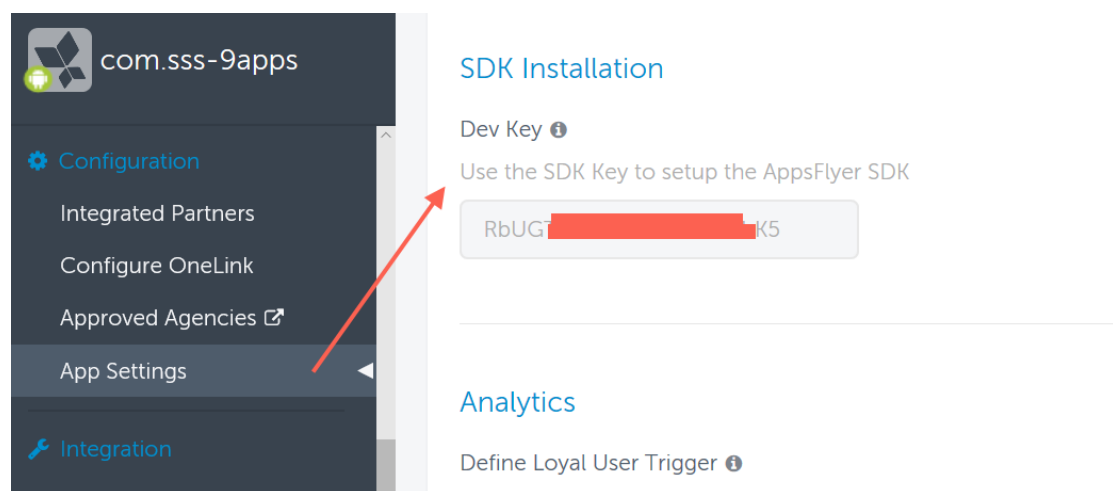 com.sss-9apps
Configuration
Integrated Partners
Configure OneLink
Approved Agencies
App Settings
Integration
SDK Installation
Dev Key
Use the SDK Key to setup the AppsFlyer SDK
RbUG K5
Analytics
Define Loyal User Trigger